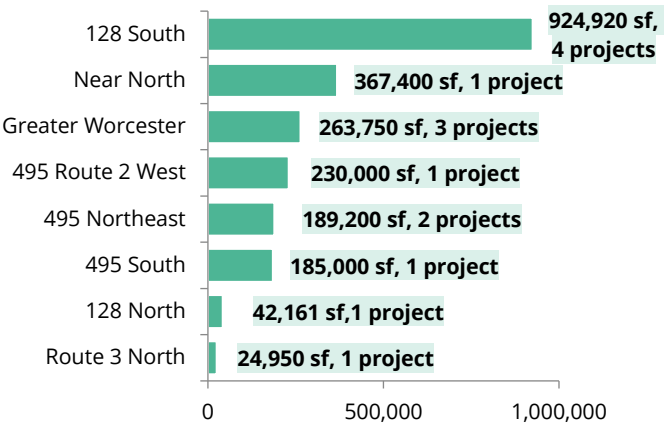 128 South
924,920 sf,
4 projects
Near North
367,400 sf, 1 project
Greater Worcester
263,750 sf, 3 projects
495 Route 2 West
230,000 sf, 1 project
495 Northeast
189,200 sf, 2 projects
495 South
185,000 sf, 1 project
128 North
42,161 sf,1 project
Route 3 North
24,950 sf, 1 project
0
500,000
1,000,000